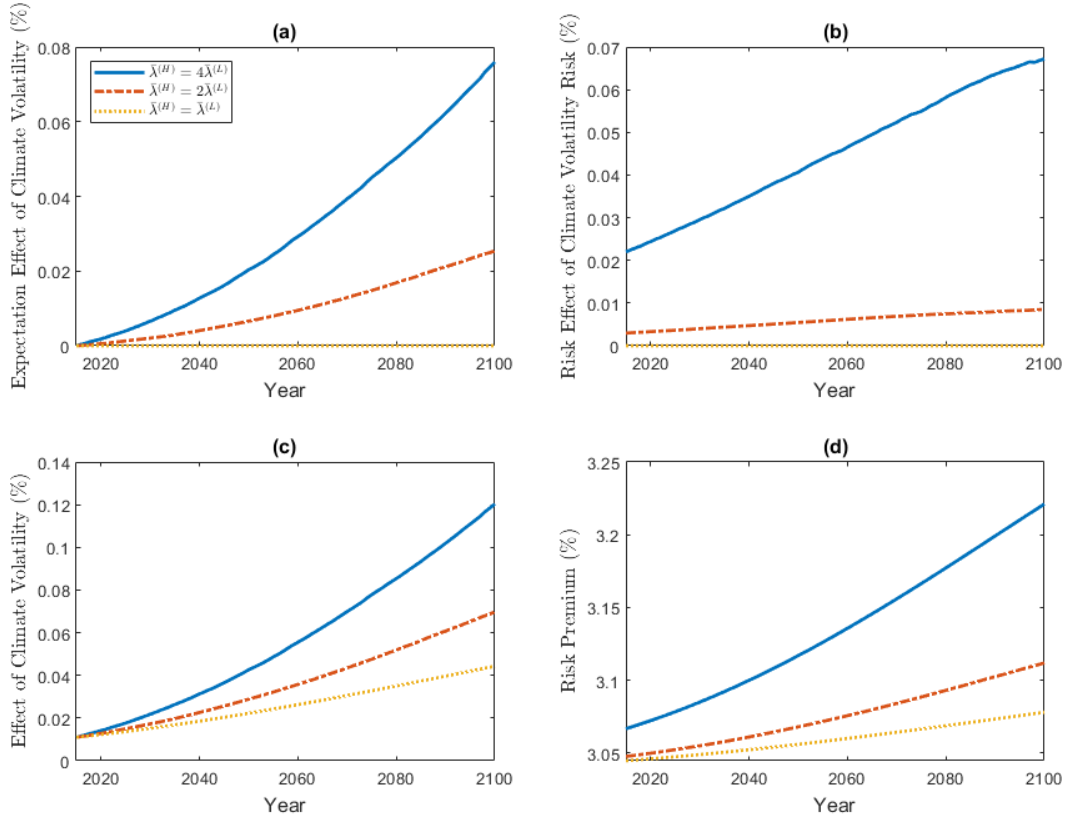 (a)
Expectation Effect of Climate Volatility (%)
0.08
0.06
0.04
0.02
0
λ̄^(H) = 4λ̄^(L)
λ̄^(H) = 2λ̄^(L)
λ̄^(H) = λ̄^(L)
2020 2040 2060 2080 2100
Year
(b)
Risk Effect of Climate Volatility Risk (%)
0.07
0.06
0.05
0.04
0.03
0.02
0.01
0
2020 2040 2060 2080 2100
Year
(c)
Effect of Climate Volatility (%)
0.14
0.12
0.1
0.08
0.06
0.04
0.02
0
2020 2040 2060 2080 2100
Year
(d)
Risk Premium (%)
3.25
3.2
3.15
3.1
3.05
2020 2040 2060 2080 2100
Year